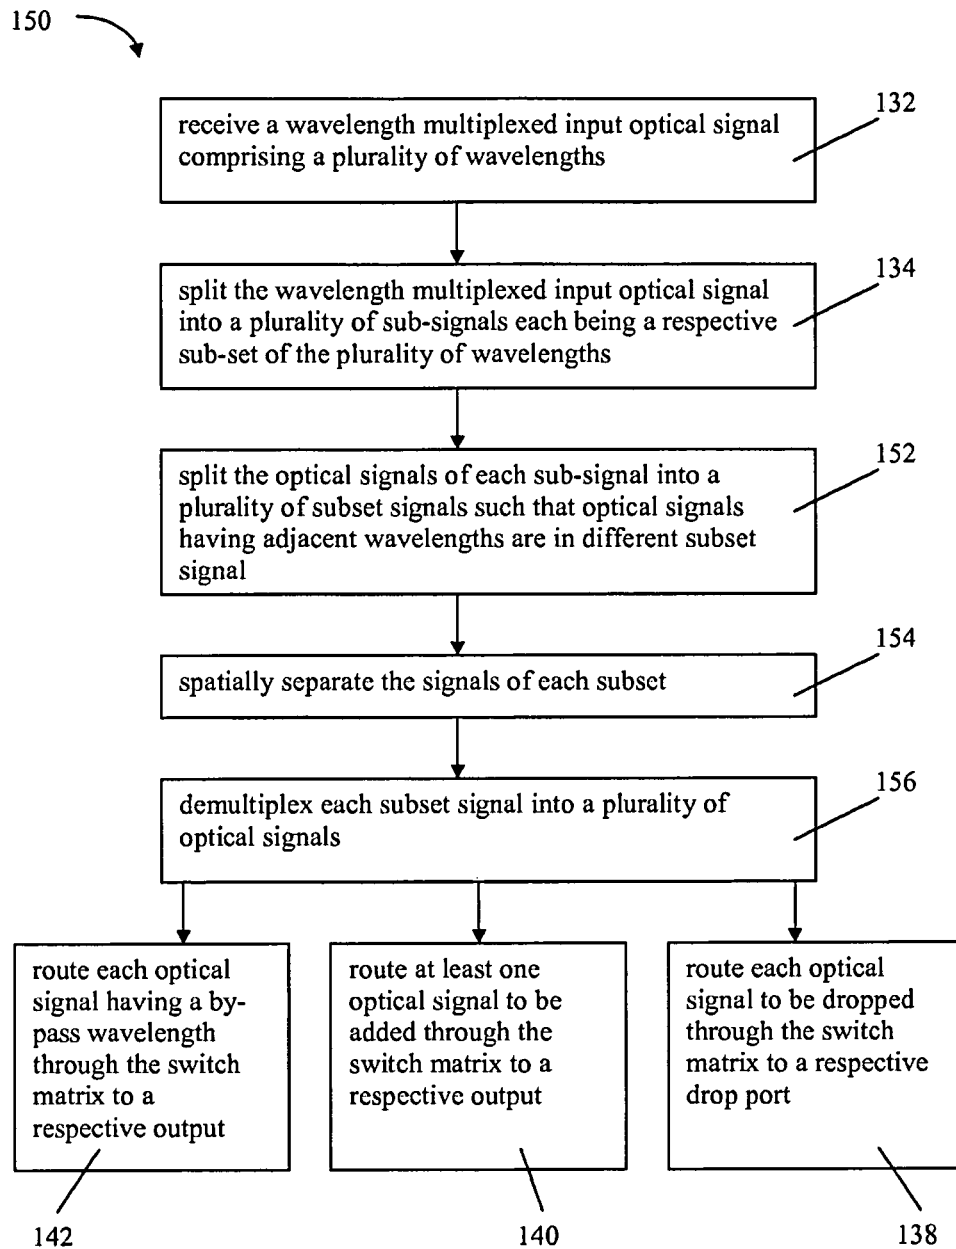 150
132
receive a wavelength multiplexed input optical signal
comprising a plurality of wavelengths
134
split the wavelength multiplexed input optical signal
into a plurality of sub-signals each being a respective
sub-set of the plurality of wavelengths
152
split the optical signals of each sub-signal into a
plurality of subset signals such that optical signals
having adjacent wavelengths are in different subset
signal
154
spatially separate the signals of each subset
156
demultiplex each subset signal into a plurality of
optical signals
route each optical
signal having a by-
pass wavelength
through the switch
matrix to a
respective output
route at least one
optical signal to be
added through the
switch matrix to a
respective output
route each optical
signal to be dropped
through the switch
matrix to a respective
drop port
142
140
138